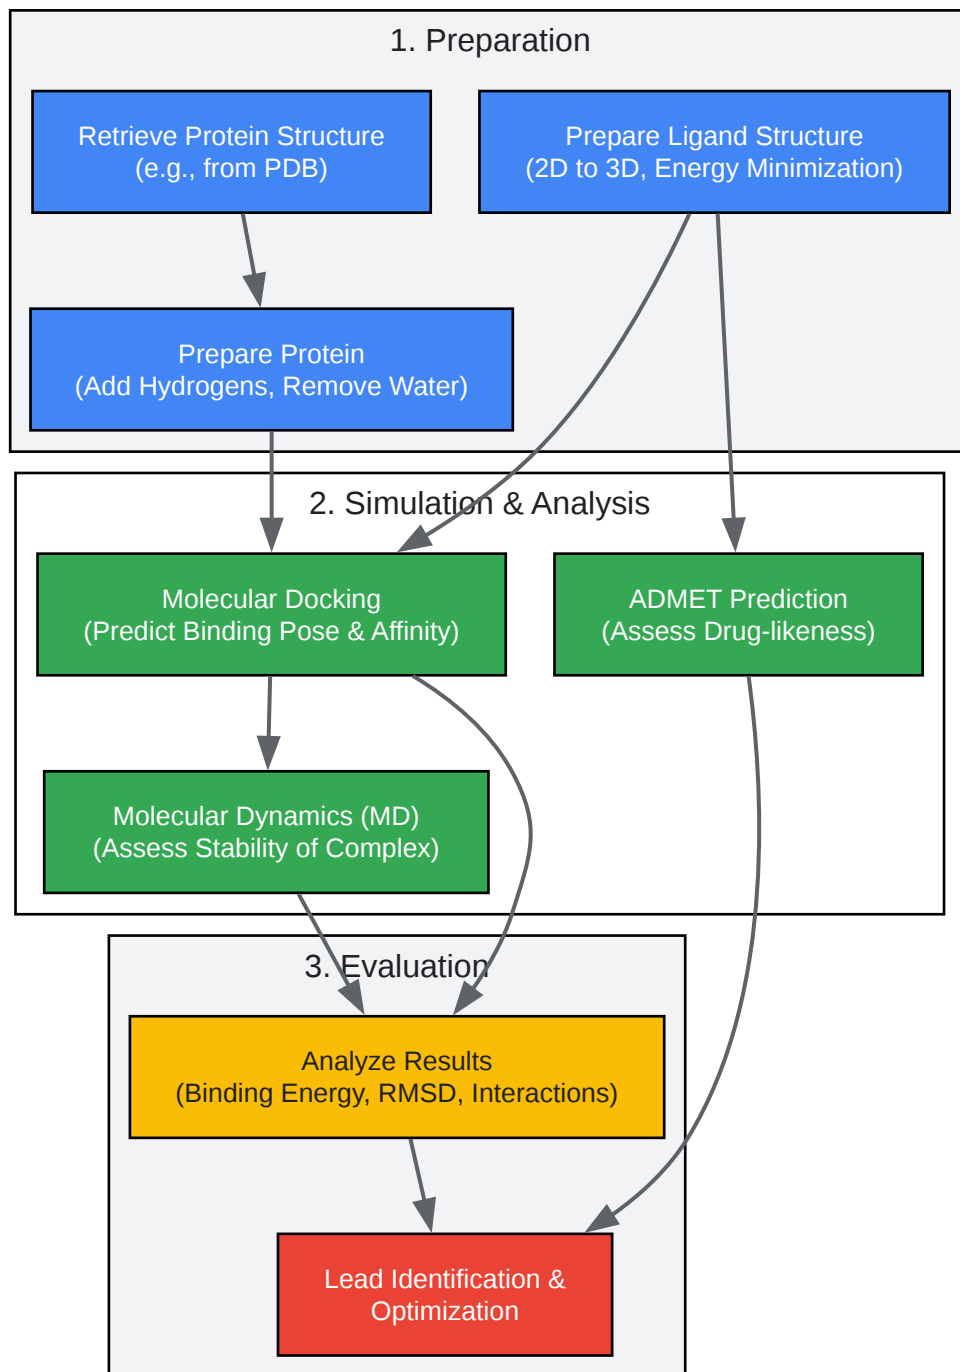 1. Preparation
Retrieve Protein Structure
(e.g., from PDB)
Prepare Ligand Structure
(2D to 3D, Energy Minimization)
Prepare Protein
(Add Hydrogens, Remove Water)
2. Simulation & Analysis
Molecular Docking
(Predict Binding Pose & Affinity)
ADMET Prediction
(Assess Drug-likeness)
Molecular Dynamics (MD)
(Assess Stability of Complex)
3. Evaluation
Analyze Results
(Binding Energy, RMSD, Interactions)
Lead Identification &
Optimization